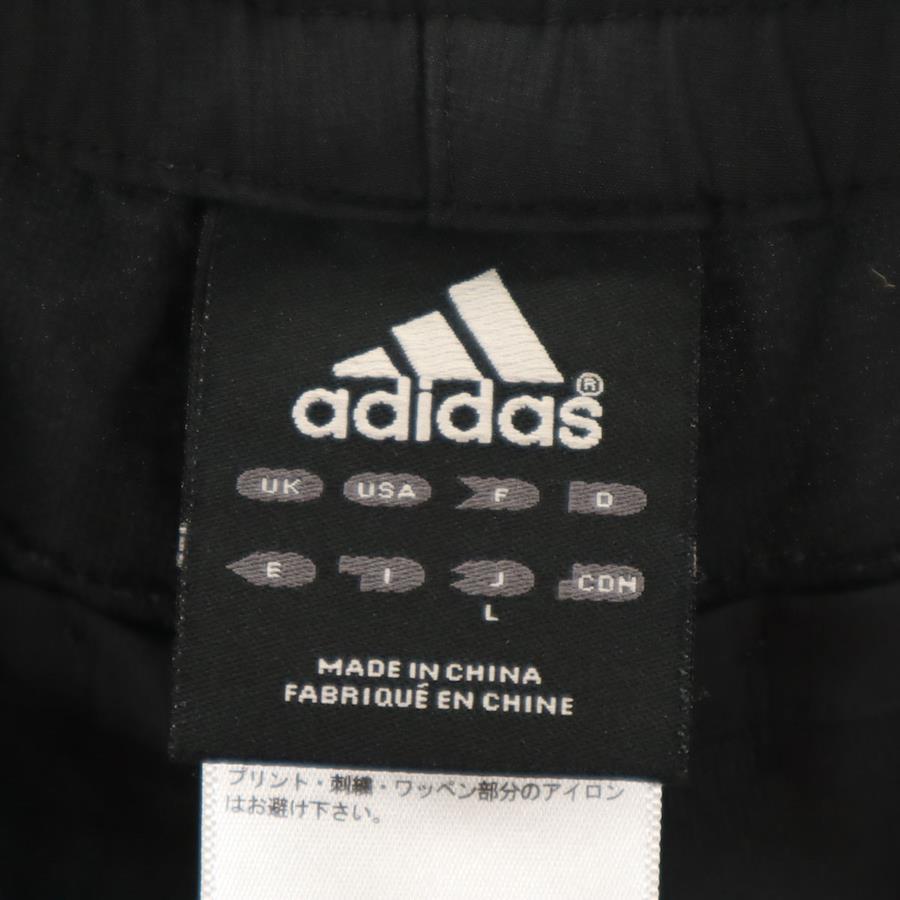 adidas®
UK USA F D
E I J CDN
L
MADE IN CHINA
FABRIQUÉ EN CHINE
プリント・刺繍・ワッペン部分のアイロン
はお避け下さい。